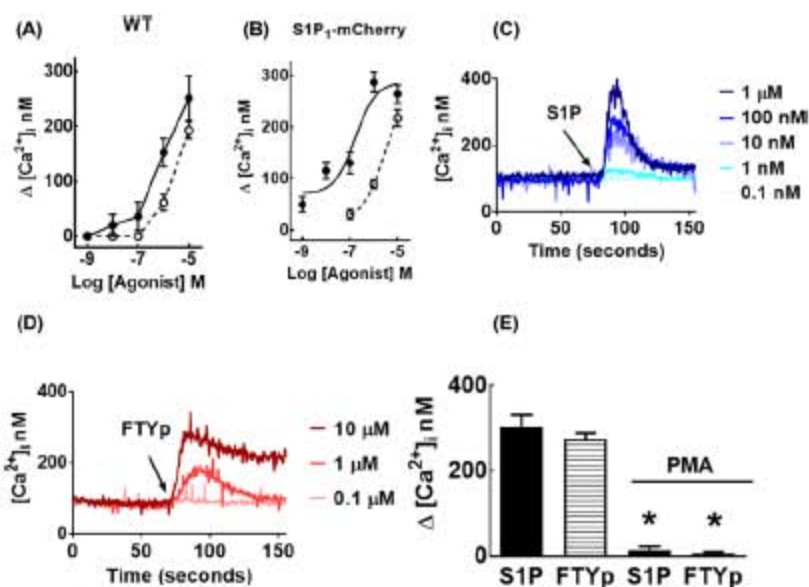 (A)
WT
Δ [Ca²⁺]ᵢ nM
300
200
100
0
-9
-7
-5
Log [Agonist] M
(B)
S1P₁-mCherry
Δ [Ca²⁺]ᵢ nM
300
200
100
0
-9
-7
-5
Log [Agonist] M
(C)
[Ca²⁺]ᵢ nM
400
200
0
S1P
0
50
100
150
Time (seconds)
1 μM
100 nM
10 nM
1 nM
0.1 nM
(D)
[Ca²⁺]ᵢ nM
400
200
0
FTYp
0
50
100
150
Time (seconds)
10 μM
1 μM
0.1 μM
(E)
Δ [Ca²⁺]ᵢ nM
400
200
0
PMA
*
*
S1P
FTYp
S1P
FTYp